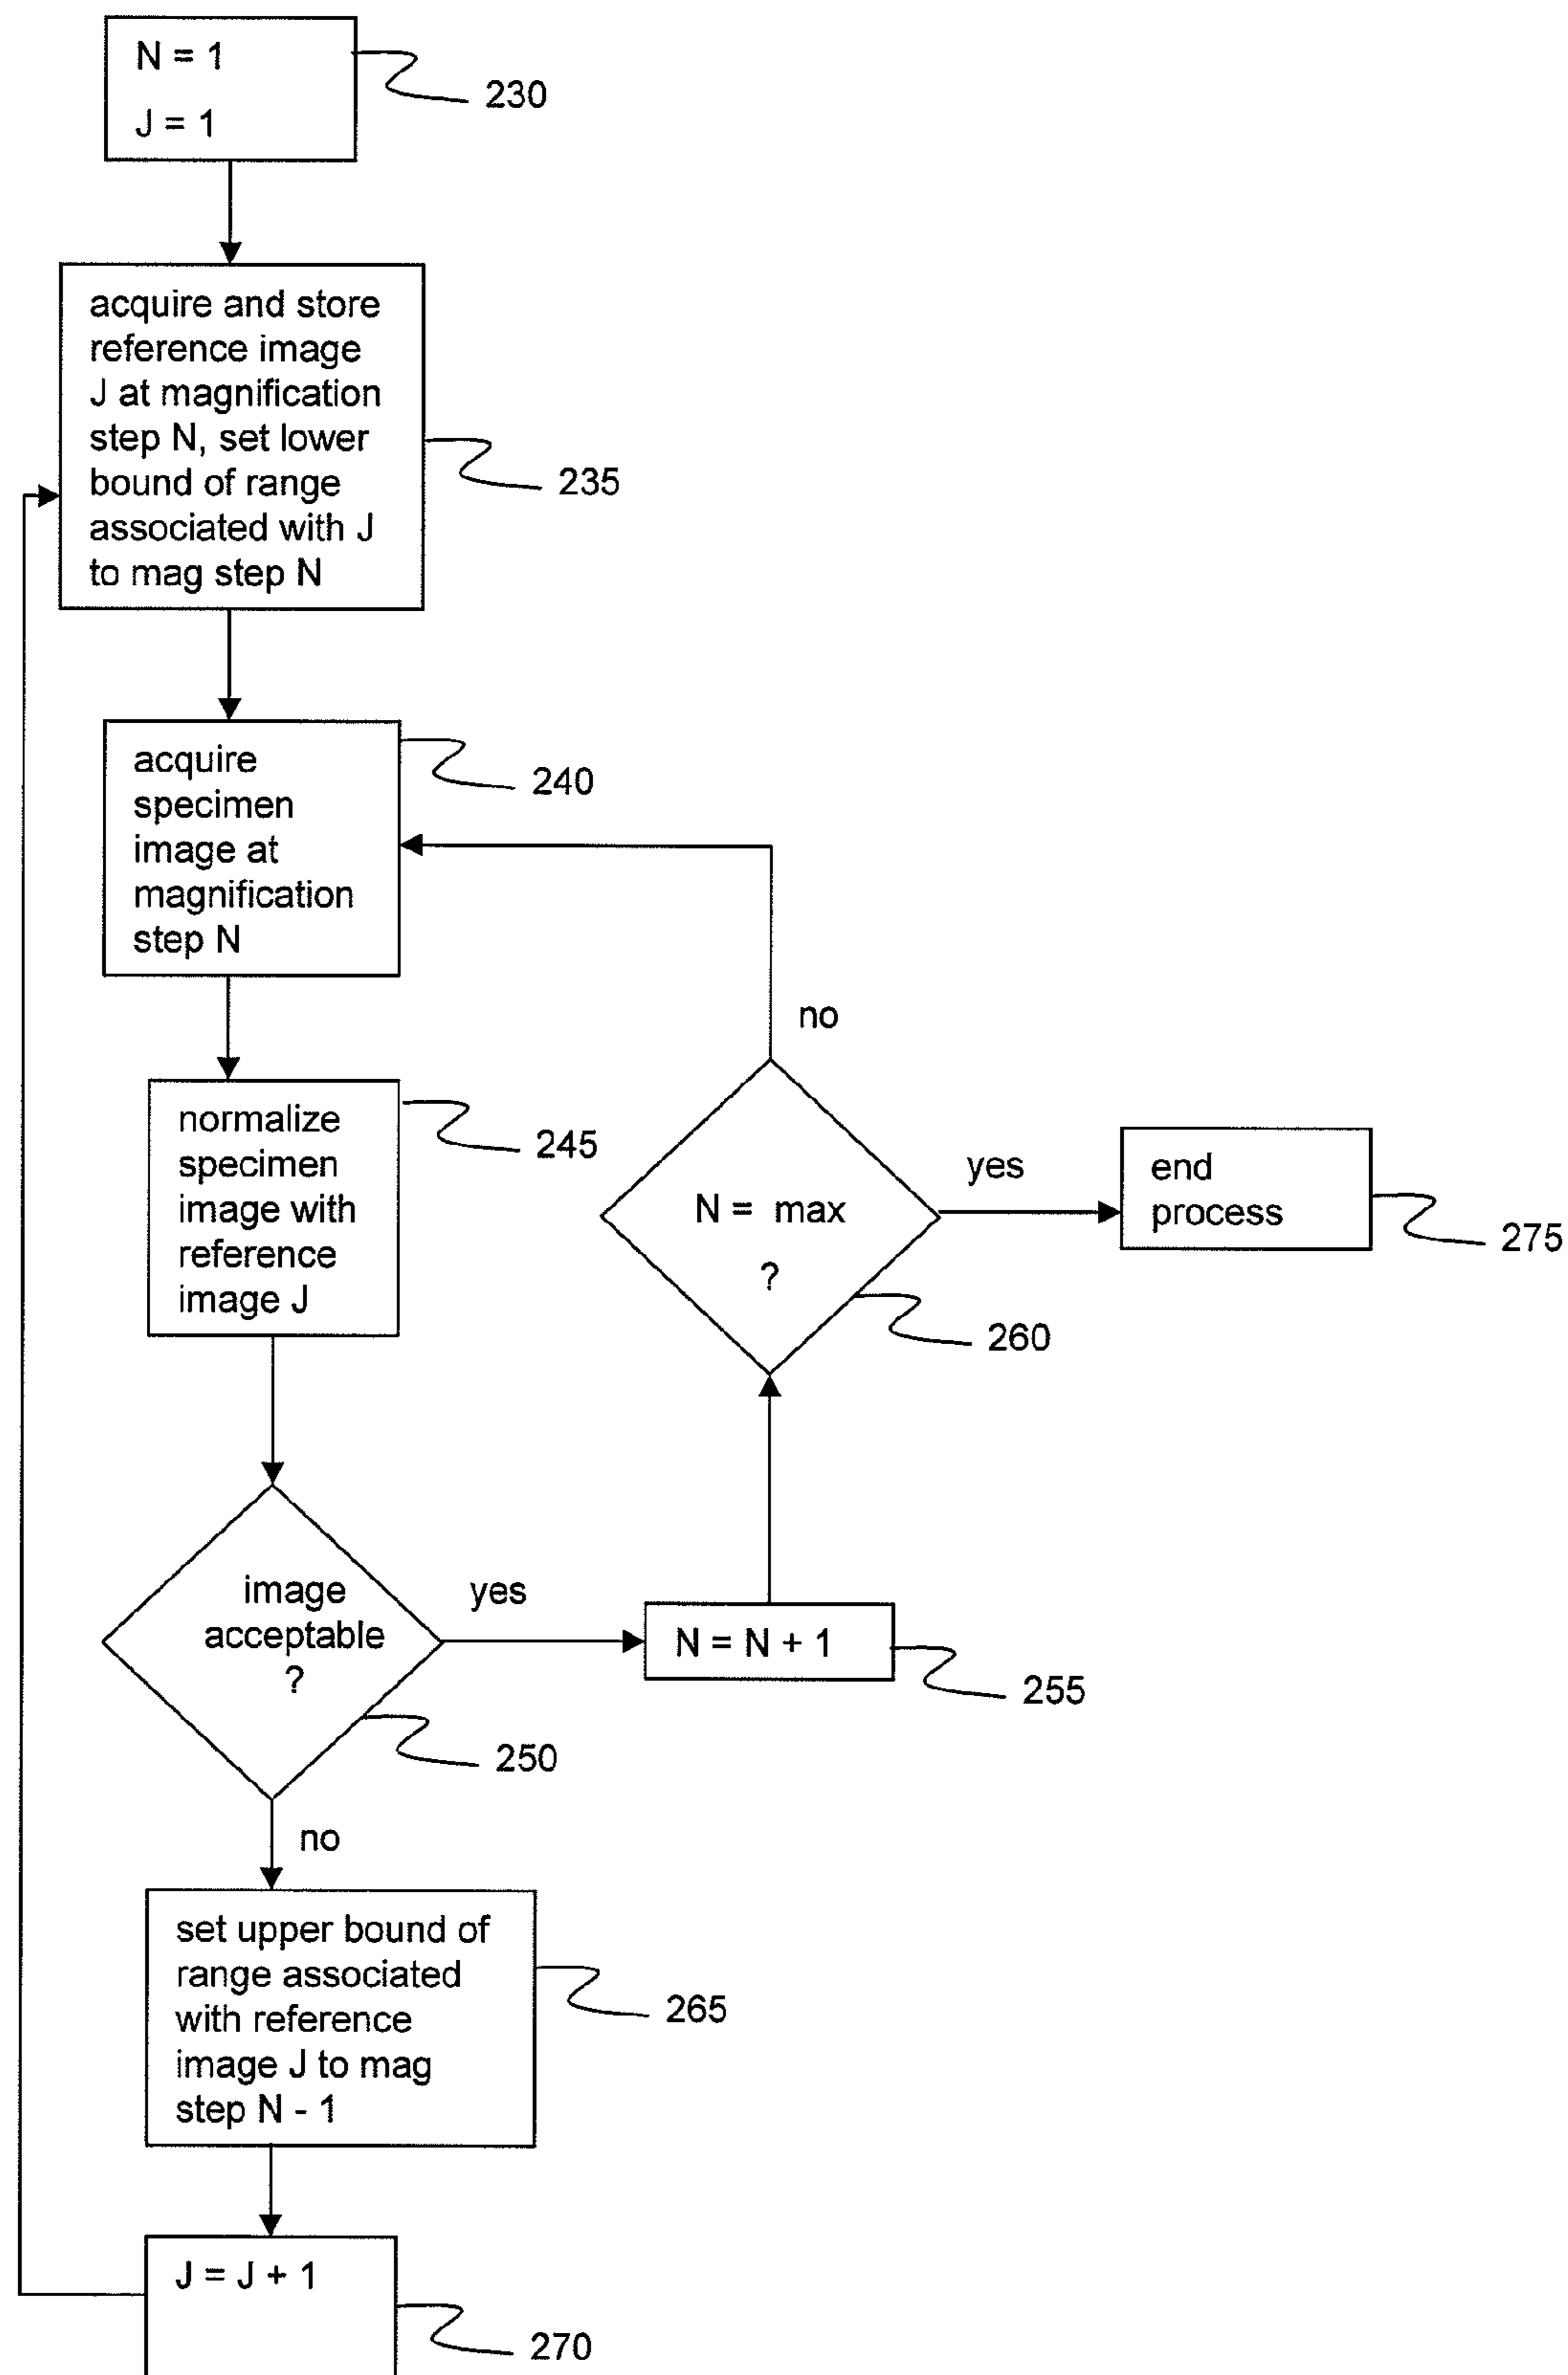 N = 1
J = 1
230
acquire and store
reference image
J at magnification
step N, set lower
bound of range
associated with J
to mag step N
235
acquire
specimen
image at
magnification
step N
240
normalize
specimen
image with
reference
image J
245
no
N = max
?
260
yes
end
process
275
image
acceptable
?
250
yes
N = N + 1
255
no
set upper bound of
range associated
with reference
image J to mag
step N - 1
265
J = J + 1
270